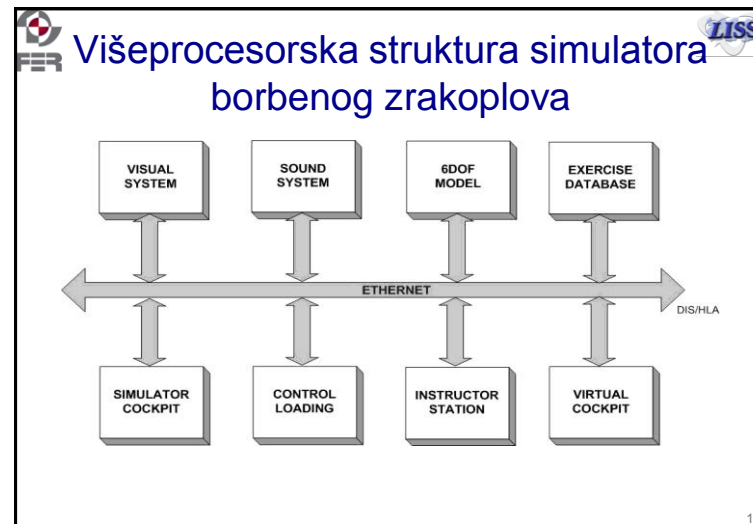 FER
LISS
Višeprocesorska struktura simulatora
borbenog zrakoplova
VISUAL
SYSTEM
SOUND
SYSTEM
6DOF
MODEL
EXERCISE
DATABASE
ETHERNET
DIS/HLA
SIMULATOR
COCKPIT
CONTROL
LOADING
INSTRUCTOR
STATION
VIRTUAL
COCKPIT
1